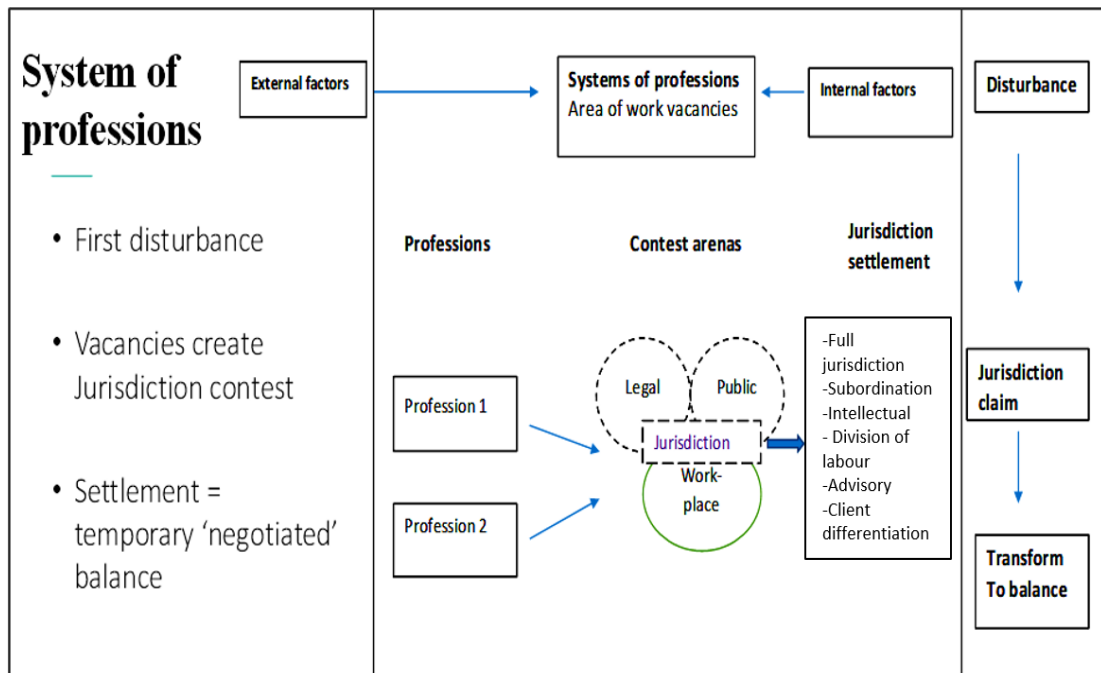 System of
professions
• First disturbance
• Vacancies create
Jurisdiction contest
• Settlement =
temporary ‘negotiated’
balance
External factors
Systems of professions
Area of work vacancies
Internal factors
Professions
Contest arenas
Jurisdiction
settlement
Profession 1
Profession 2
Legal
Public
Jurisdiction
Work-
place
-Full
jurisdiction
-Subordination
-Intellectual
- Division of
labour
-Advisory
-Client
differentiation
Disturbance
Jurisdiction
claim
Transform
To balance